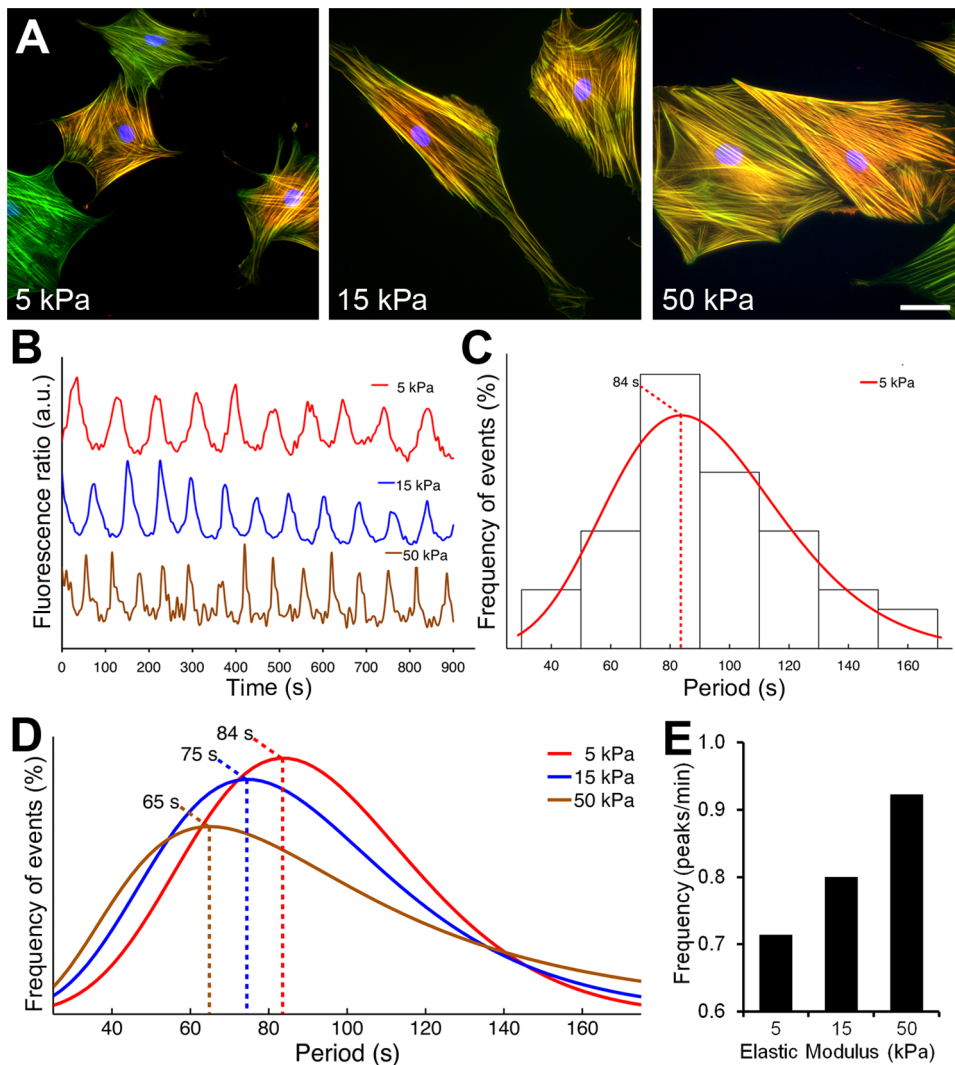 A
5 kPa
15 kPa
50 kPa
B
Fluorescence ratio (a.u.)
5 kPa
15 kPa
50 kPa
0 100 200 300 400 500 600 700 800 900
Time (s)
C
Frequency of events (%)
84 s
5 kPa
40 60 80 100 120 140 160
Period (s)
D
Frequency of events (%)
84 s
75 s
65 s
5 kPa
15 kPa
50 kPa
40 60 80 100 120 140 160
Period (s)
E
Frequency (peaks/min)
1.0
0.9
0.8
0.7
0.6
5 15 50
Elastic Modulus (kPa)